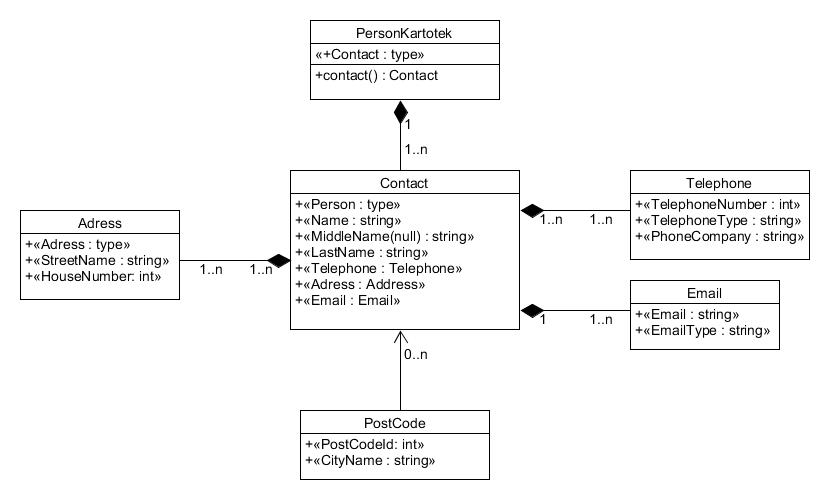 PersonKartotek
«+Contact : type»
+contact() : Contact
1
1..n
Contact
+«Person : type»
+«Name : string»
+«MiddleName(null) : string»
+«LastName : string»
+«Telephone : Telephone»
+«Adress : Address»
+«Email : Email»
Adress
+«Adress : type»
+«StreetName : string»
+«HouseNumber: int»
1..n
1..n
Telephone
+«TelephoneNumber : int»
+«TelephoneType : string»
+«PhoneCompany : string»
1..n
1..n
Email
+«Email : string»
+«EmailType : string»
1
1..n
0..n
PostCode
+«PostCodeId: int»
+«CityName : string»